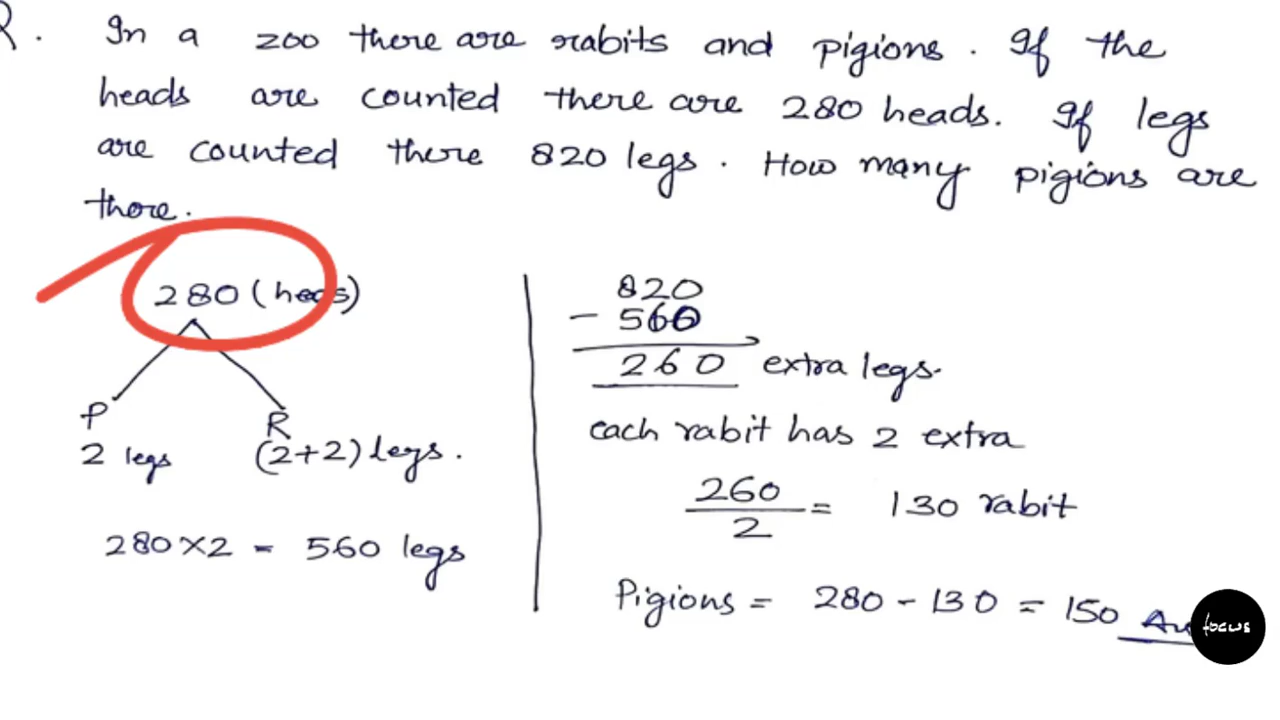 Q. In a zoo there are rabits and pigions. If the
heads are counted there are 280 heads. If legs
are counted there 820 legs. How many pigions are
there.
280 (heds)
P
R
2 legs
(2+2) legs.
280×2 = 560 legs
820
- 560
260 extra legs.
each rabit has 2 extra
260
2
= 130 rabit
Pigions = 280 - 130 = 150
focus